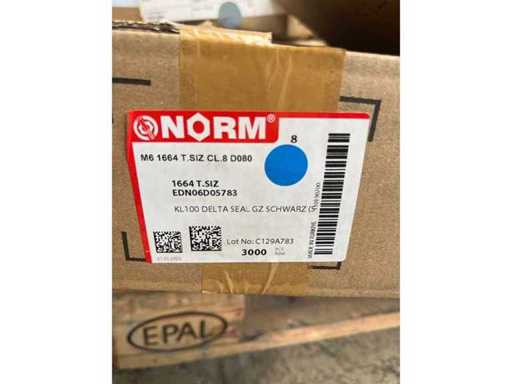 NORM®
M6 1664 T.SIZ CL.8 D080
8
1664 T.SIZ
EDN06D05783
KL100 DELTA SEAL GZ SCHWARZ (S
Lot No: C129A783
3000
EPAL